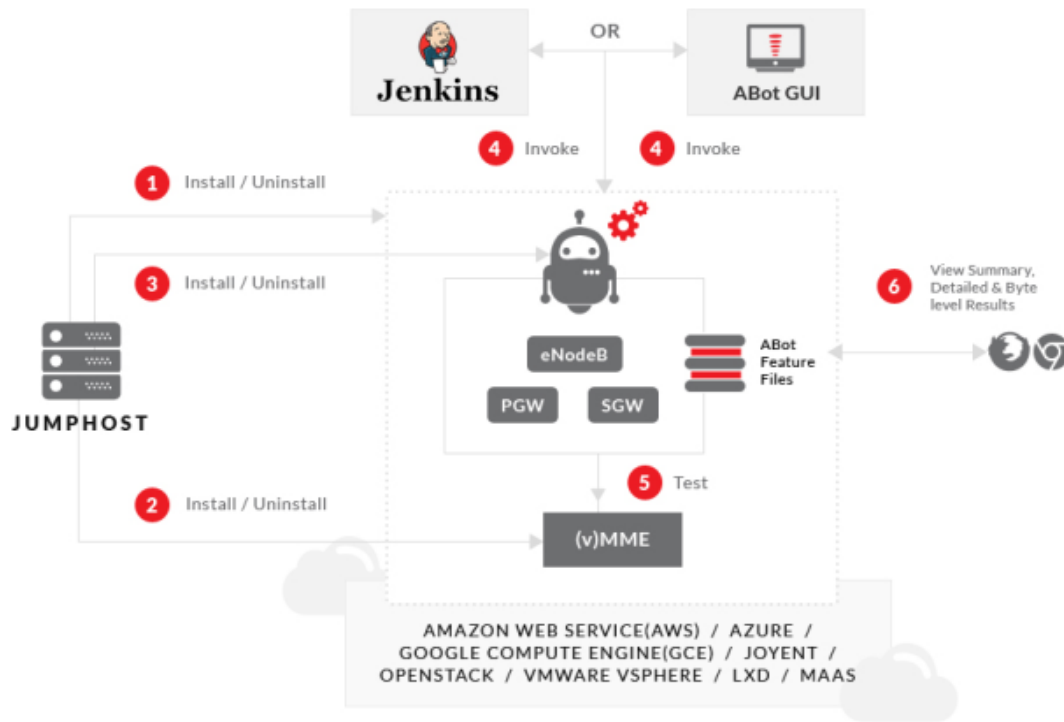 OR
Jenkins
ABot GUI
4 Invoke
4 Invoke
1 Install / Uninstall
3 Install / Uninstall
6 View Summary,
Detailed & Byte
level Results
JUMPHOST
eNodeB
PGW
SGW
ABot
Feature
Files
5 Test
2 Install / Uninstall
(v)MME
AMAZON WEB SERVICE(AWS) / AZURE /
GOOGLE COMPUTE ENGINE(GCE) / JOYENT /
OPENSTACK / VMWARE VSPHERE / LXD / MAAS